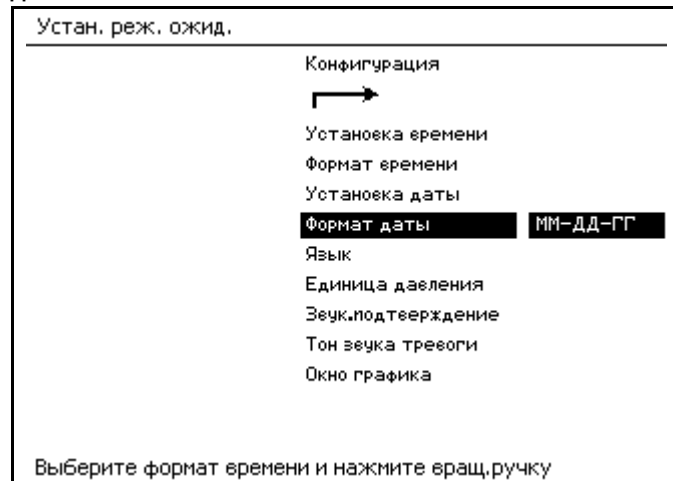 Устан. реж. ожид.
Конфигурация
Установка времени
Формат времени
Установка даты
Формат даты ММ-ДД-ГГ
Язык
Единица давления
Звук.подтверждение
Тон звука тревоги
Окно графика
Выберите формат времени и нажмите вращ.ручку